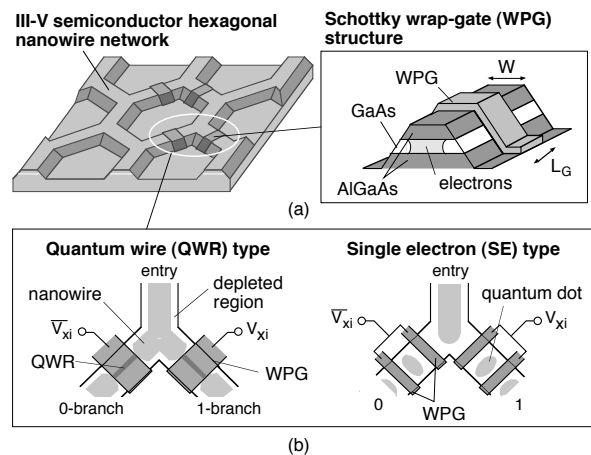 III-V semiconductor hexagonal
nanowire network
Schottky wrap-gate (WPG)
structure
WPG
W
GaAs
AlGaAs
electrons
L_G
(a)
Quantum wire (QWR) type
entry
nanowire
depleted
region
V̅xi
Vxi
QWR
WPG
0-branch
1-branch
Single electron (SE) type
entry
quantum dot
V̅xi
Vxi
0
WPG
1
(b)